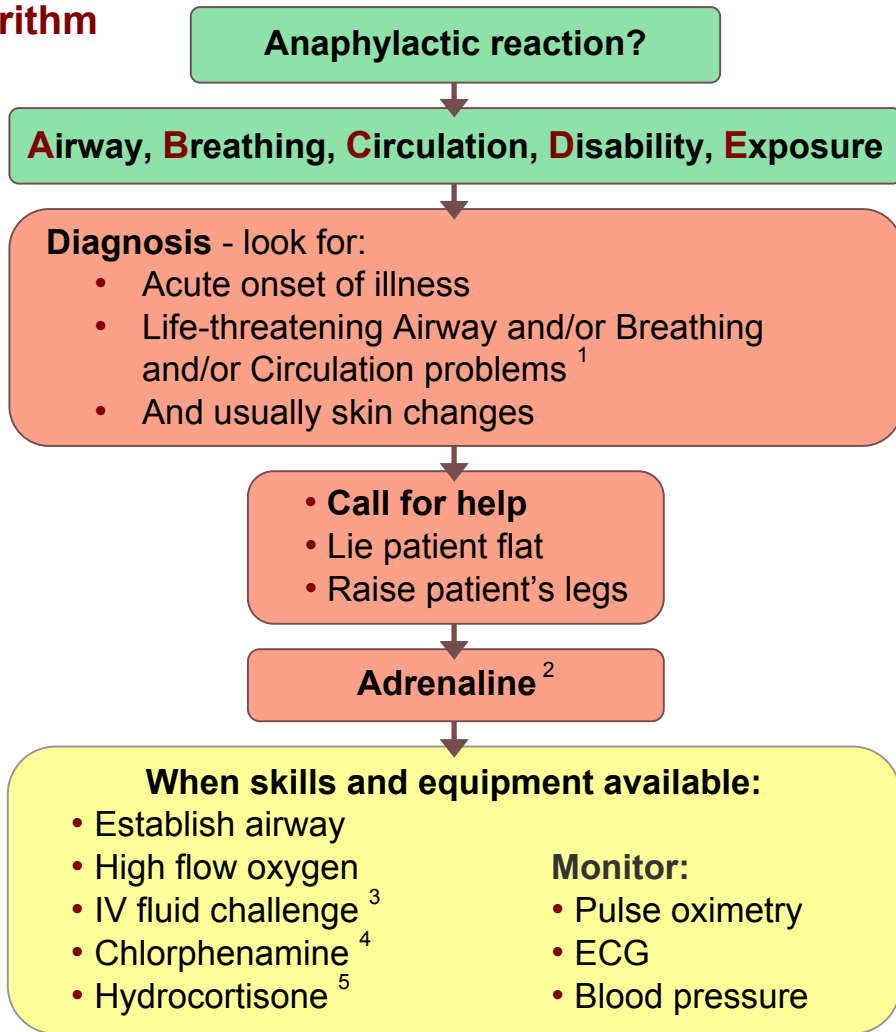 rithm
Anaphylactic reaction?
Airway, Breathing, Circulation, Disability, Exposure
Diagnosis - look for:
• Acute onset of illness
• Life-threatening Airway and/or Breathing
and/or Circulation problems 1
• And usually skin changes
• Call for help
• Lie patient flat
• Raise patient’s legs
Adrenaline 2
When skills and equipment available:
• Establish airway
• High flow oxygen
• IV fluid challenge 3
• Chlorphenamine 4
• Hydrocortisone 5
Monitor:
• Pulse oximetry
• ECG
• Blood pressure